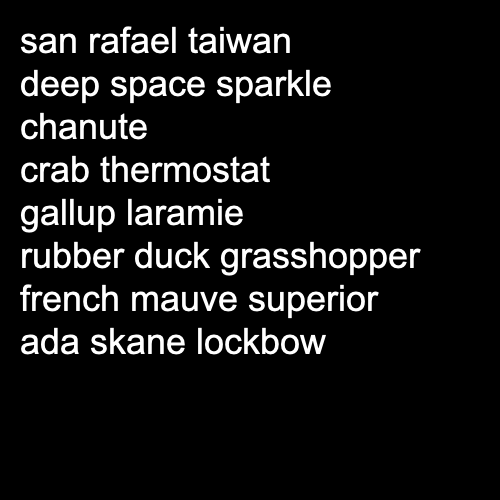 san rafael taiwan
deep space sparkle
chanute
crab thermostat
gallup laramie
rubber duck grasshopper
french mauve superior
ada skane lockbow